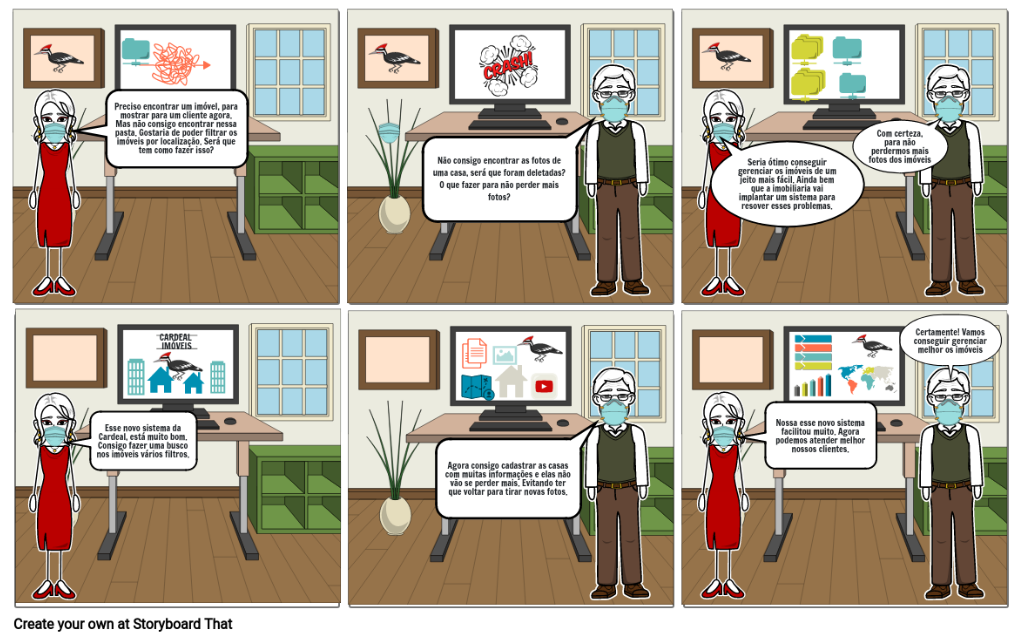 Preciso encontrar um imóvel, para
mostrar para um cliente agora.
Mas não consigo encontrar nessa
pasta. Gostaria de poder filtrar os
imóveis por localização. Será que
tem como fazer isso?
CRASH!
Não consigo encontrar as fotos de
uma casa, será que foram deletadas?
O que fazer para não perder mais
fotos?
Com certeza,
para não
perdermos mais
fotos dos imóveis
Seria ótimo conseguir
gerenciar os imóveis de um
jeito mais fácil. Ainda bem
que a imobiliaria vai
implantar um sistema para
resover esses problemas.
CARDEAL
IMÓVEIS
Esse novo sistema da
Cardeal, está muito bom.
Consigo fazer uma busco
nos imóveis vários filtros.
Agora consigo cadastrar as casas
com muitas informações e elas não
vão se perder mais. Evitando ter
que voltar para tirar novas fotos.
Certamente! Vamos
conseguir gerenciar
melhor os imóveis
Nossa esse novo sistema
facilitou muito. Agora
podemos atender melhor
nossos clientes.
Create your own at Storyboard That